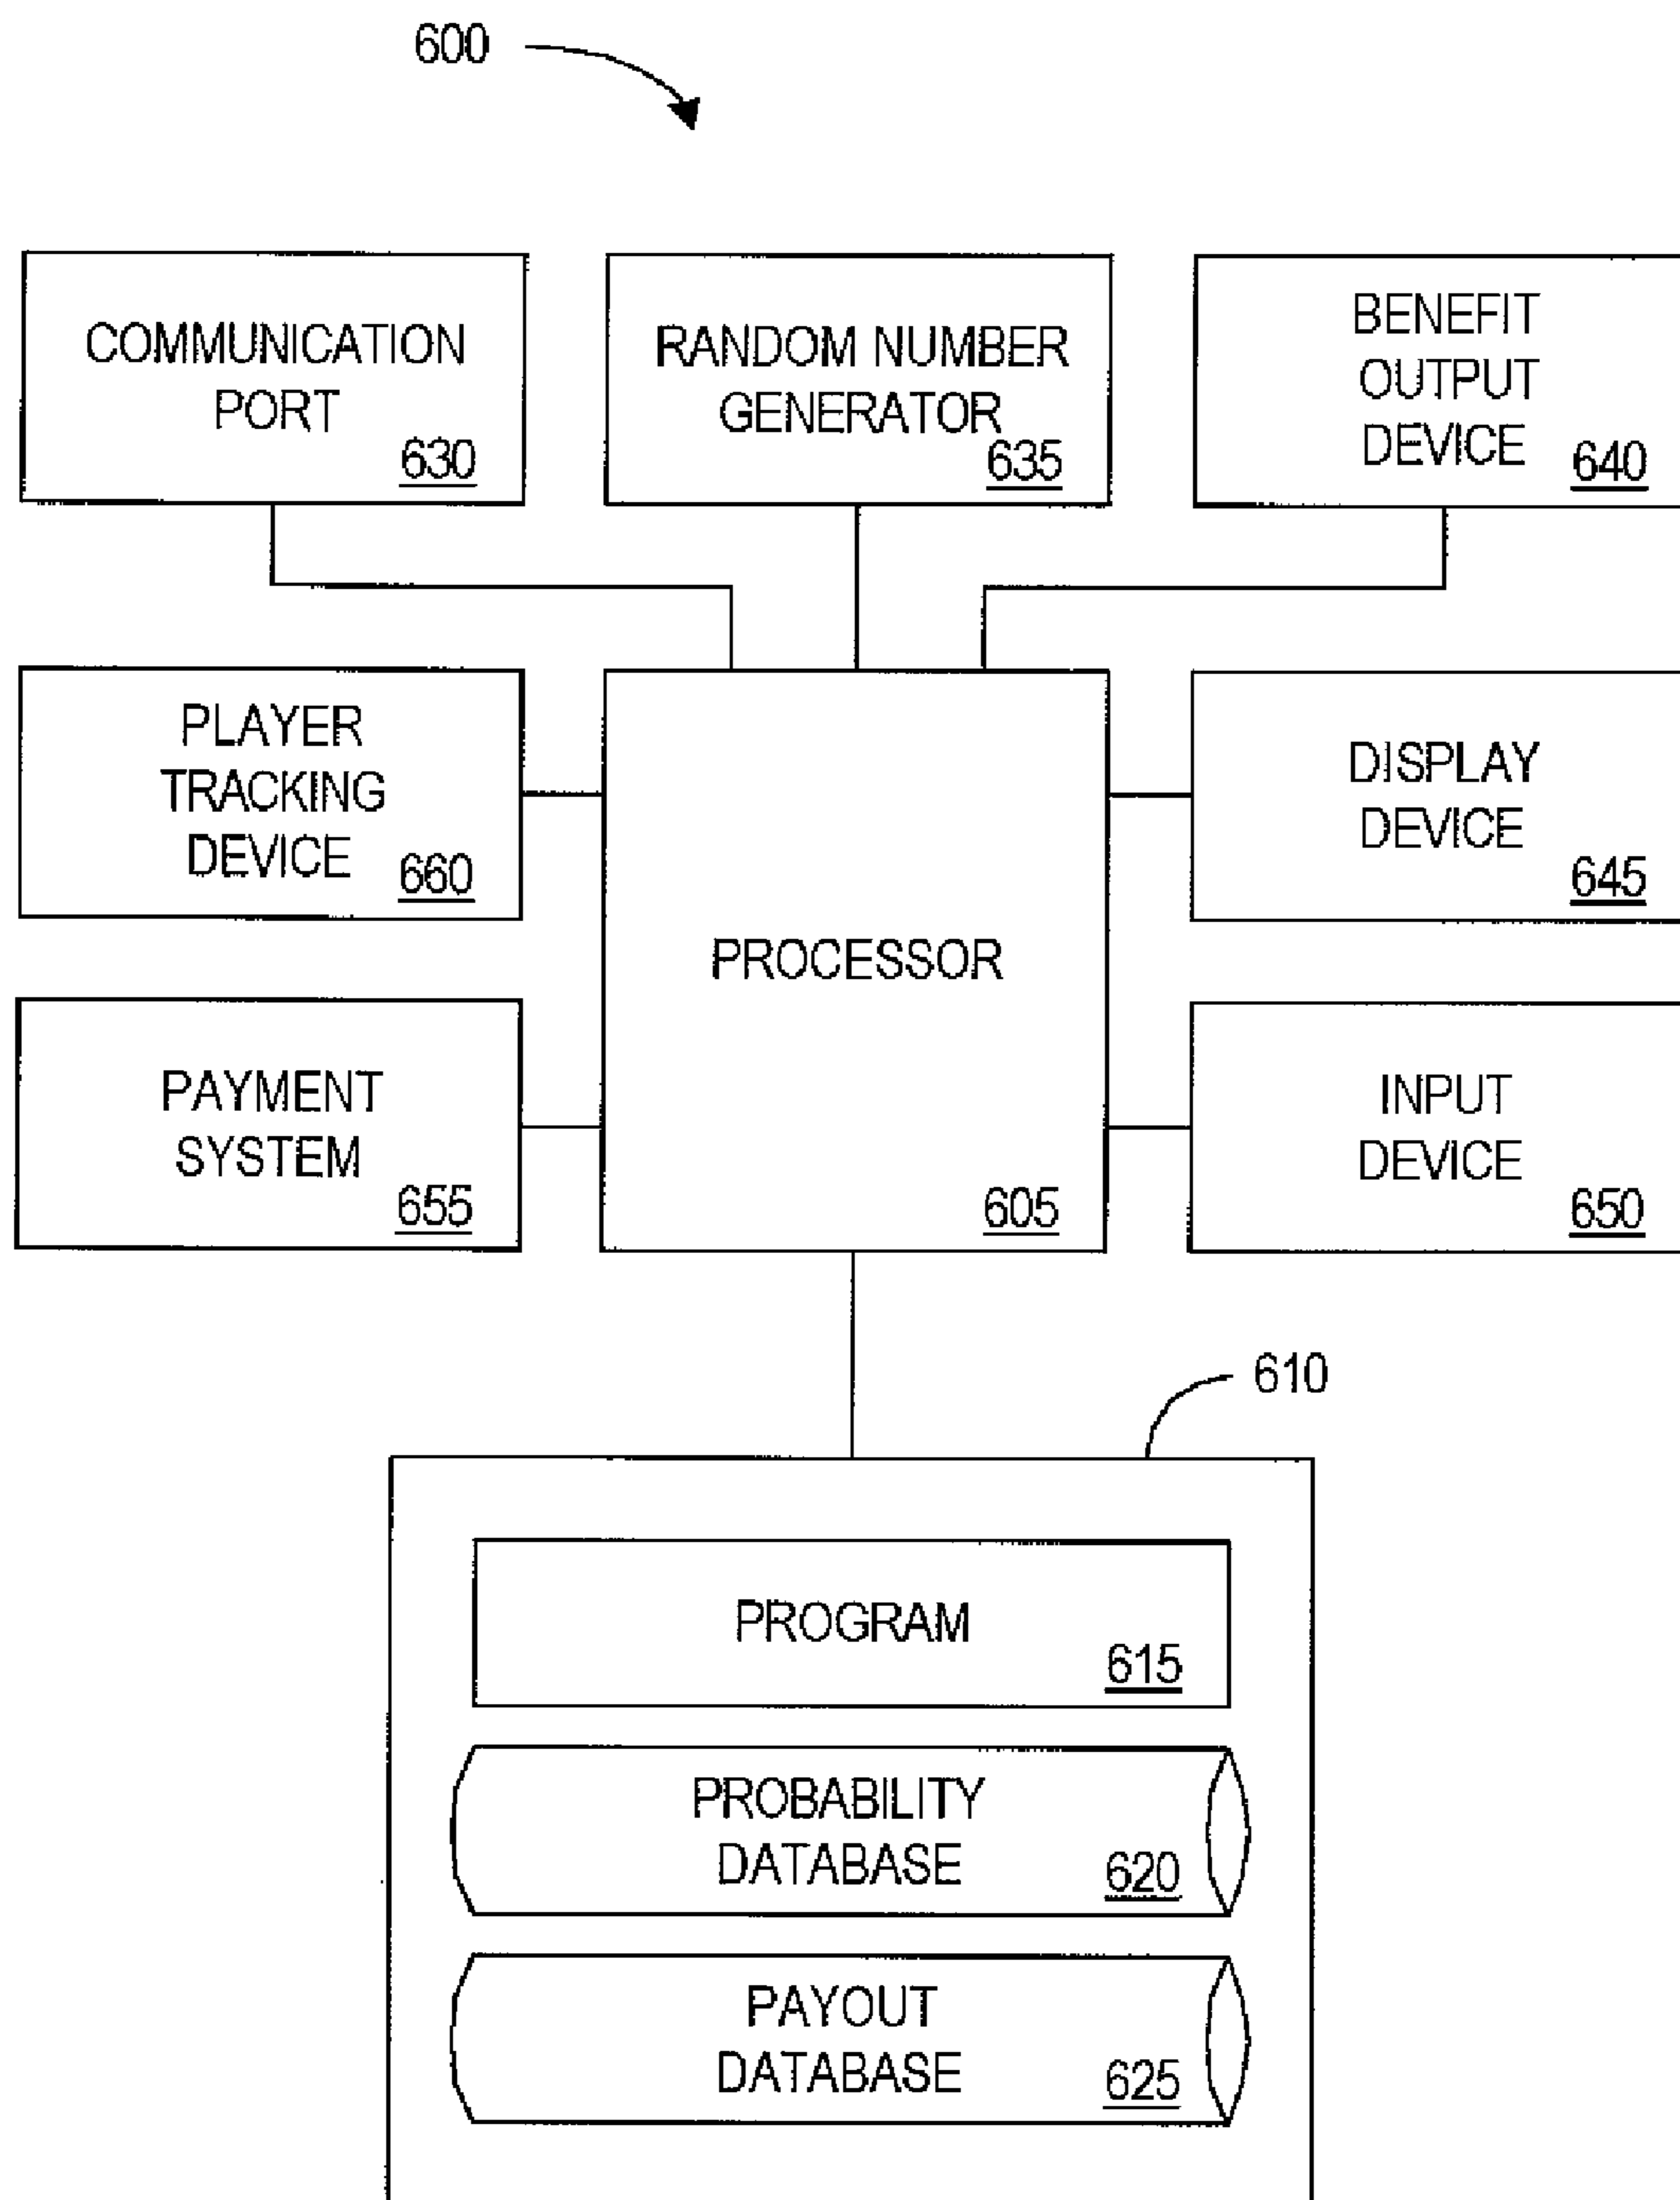 600
COMMUNICATION
PORT
630
RANDOM NUMBER
GENERATOR
635
BENEFIT
OUTPUT
DEVICE
640
PLAYER
TRACKING
DEVICE
660
PROCESSOR
605
DISPLAY
DEVICE
645
PAYMENT
SYSTEM
655
INPUT
DEVICE
650
610
PROGRAM
615
PROBABILITY
DATABASE
620
PAYOUT
DATABASE
625